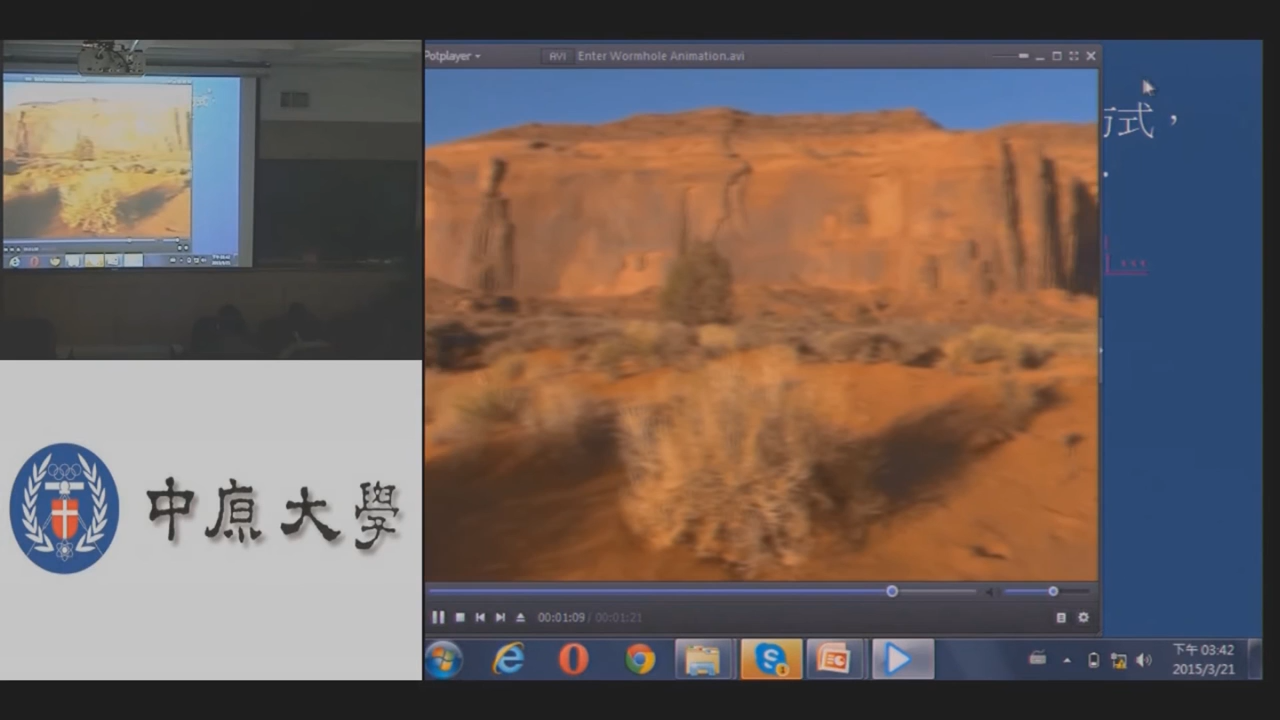 Potplayer
AVI Enter Wormhole Animation.avi
方式，
中原大學
00:01:09 / 00:01:21
下午 03:42
2015/3/21